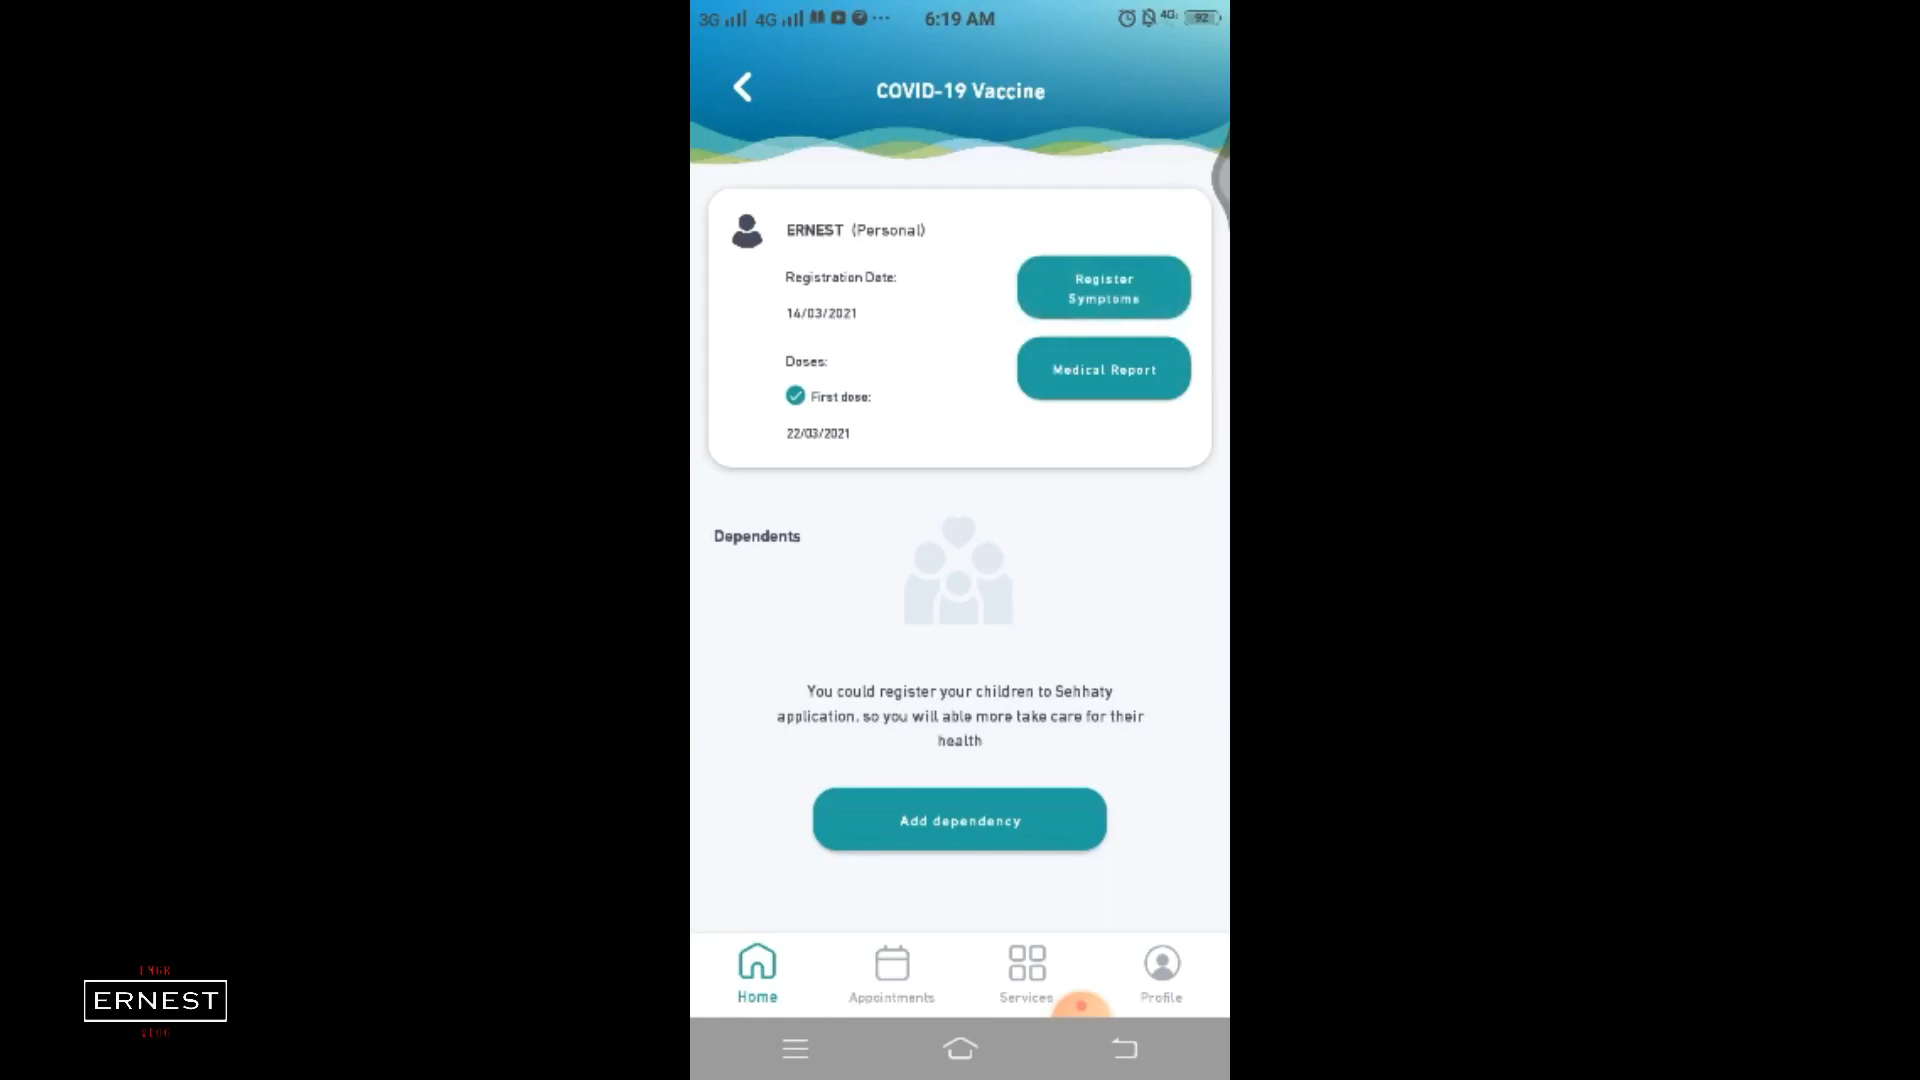 3G 4G 6:19 AM 4G 92
COVID-19 Vaccine
ERNEST (Personal)
Registration Date:
14/03/2021
Register
Symptoms
Medical Report
Doses:
First dose:
22/03/2021
Dependents
You could register your children to Sehhaty
application, so you will able more take care for their
health
Add dependency
Home
Appointments
Services
Profile
ERNEST
VLOG